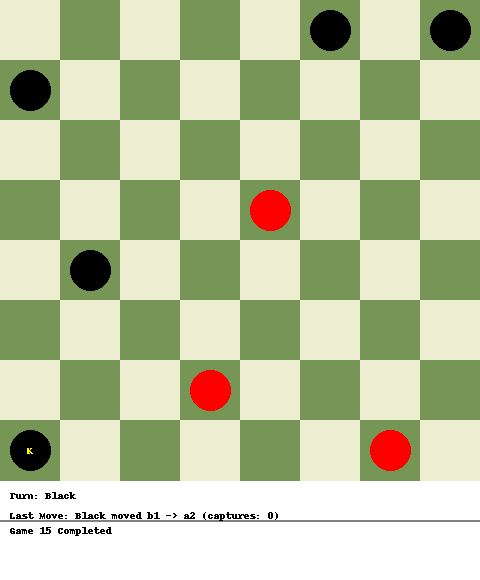 K
Turn: Black
Last Move: Black moved b1 -> a2 (captures: 0)
Game 15 Completed